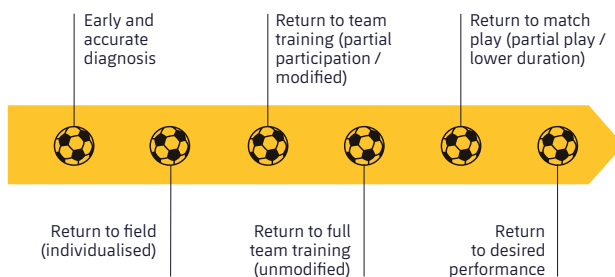 Early and
accurate
diagnosis
Return to team
training (partial
participation /
modified)
Return to match
play (partial play /
lower duration)
Return to field
(individualised)
Return to full
team training
(unmodified)
Return
to desired
performance